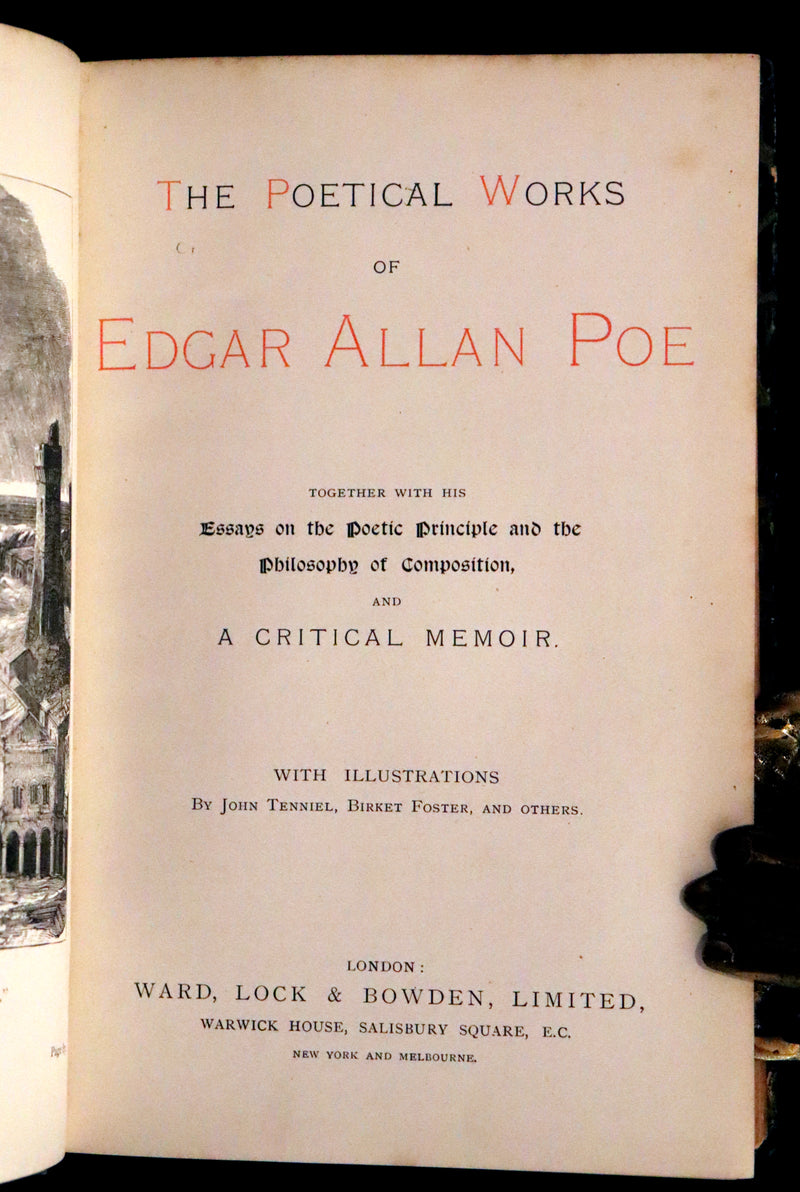 THE POETICAL WORKS
OF
EDGAR ALLAN POE
TOGETHER WITH HIS
Essays on the Poetic Principle and the
Philosophy of Composition,
AND
A CRITICAL MEMOIR.
WITH ILLUSTRATIONS
BY JOHN TENNIEL, BIRKET FOSTER, AND OTHERS.
LONDON:
WARD, LOCK & BOWDEN, LIMITED,
WARWICK HOUSE, SALISBURY SQUARE, E.C.
NEW YORK AND MELBOURNE.